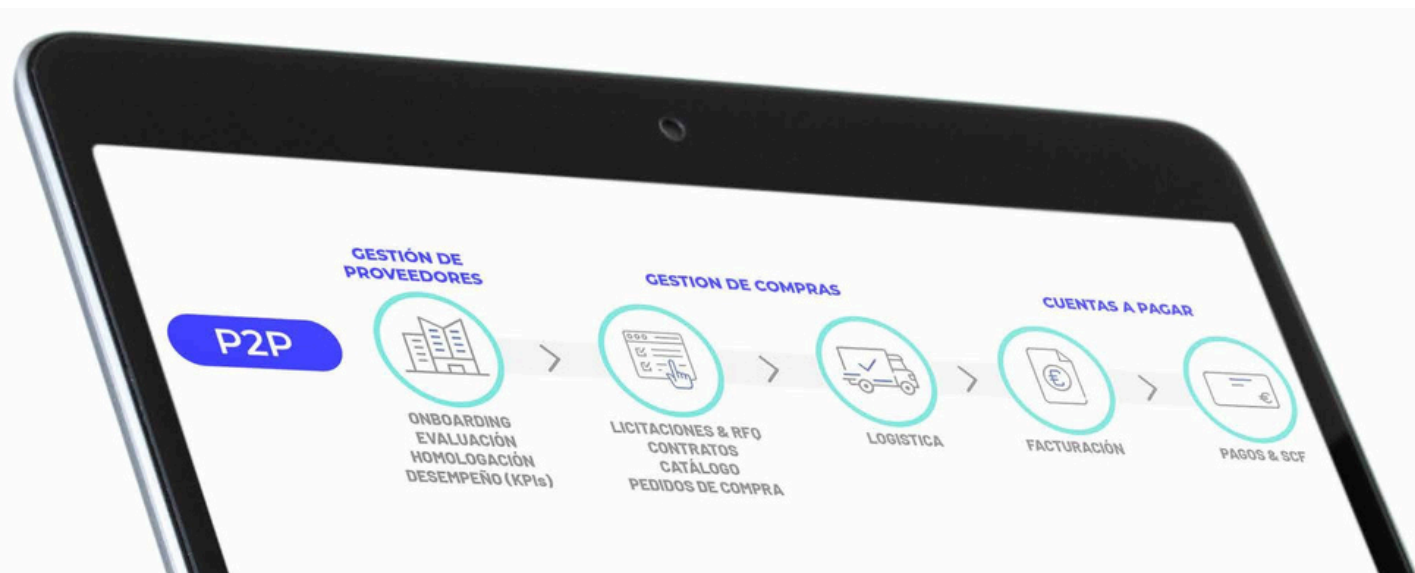 P2P
GESTIÓN DE
PROVEEDORES
ONBOARDING
EVALUACIÓN
HOMOLOGACIÓN
DESEMPEÑO (KPIs)
GESTION DE COMPRAS
LICITACIONES & RFQ
CONTRATOS
CATÁLOGO
PEDIDOS DE COMPRA
LOGISTICA
CUENTAS A PAGAR
€
FACTURACIÓN
€
PAGOS & SCF